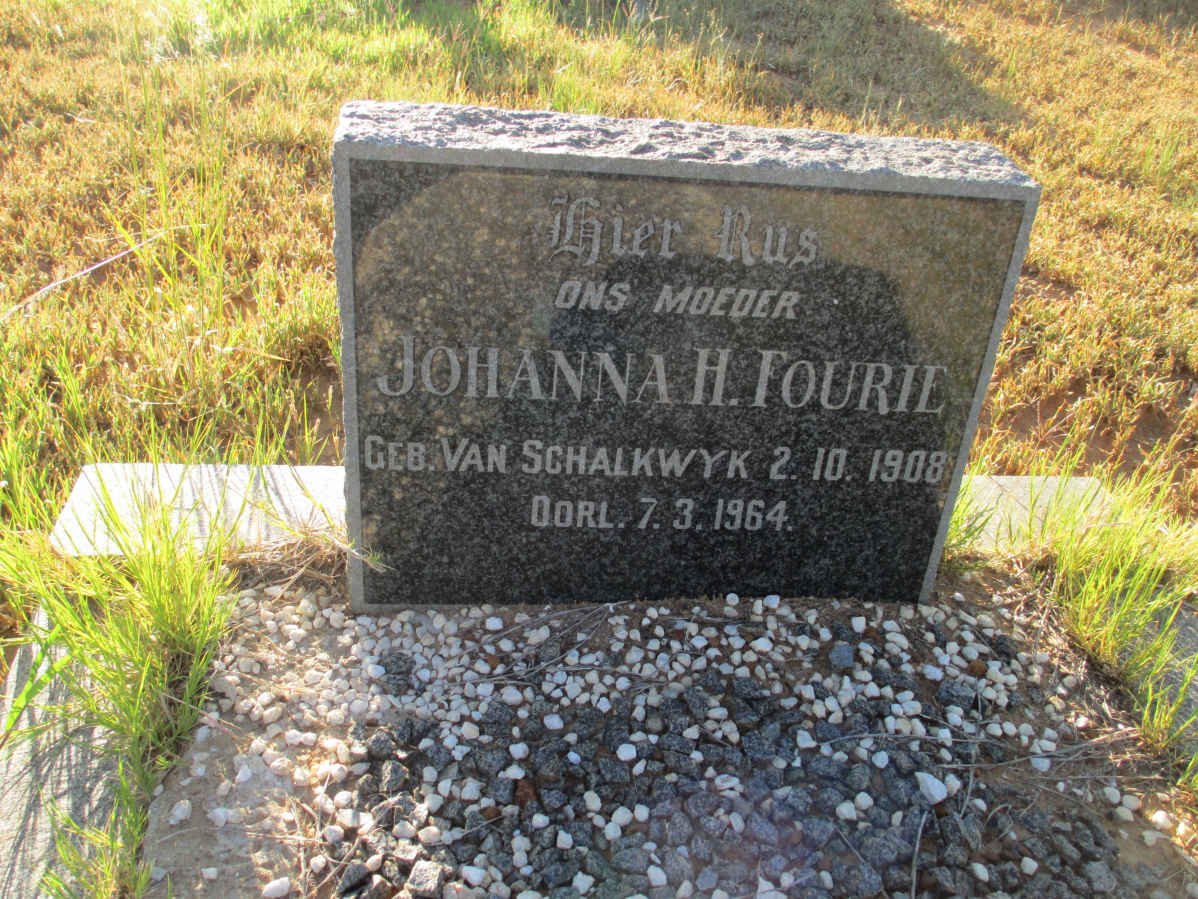 Hier Rus
ONS MOEDER
JOHANNA H. FOURIE
GEB. VAN SCHALKWYK 2. 10. 1908
OORL. 7. 3. 1964.